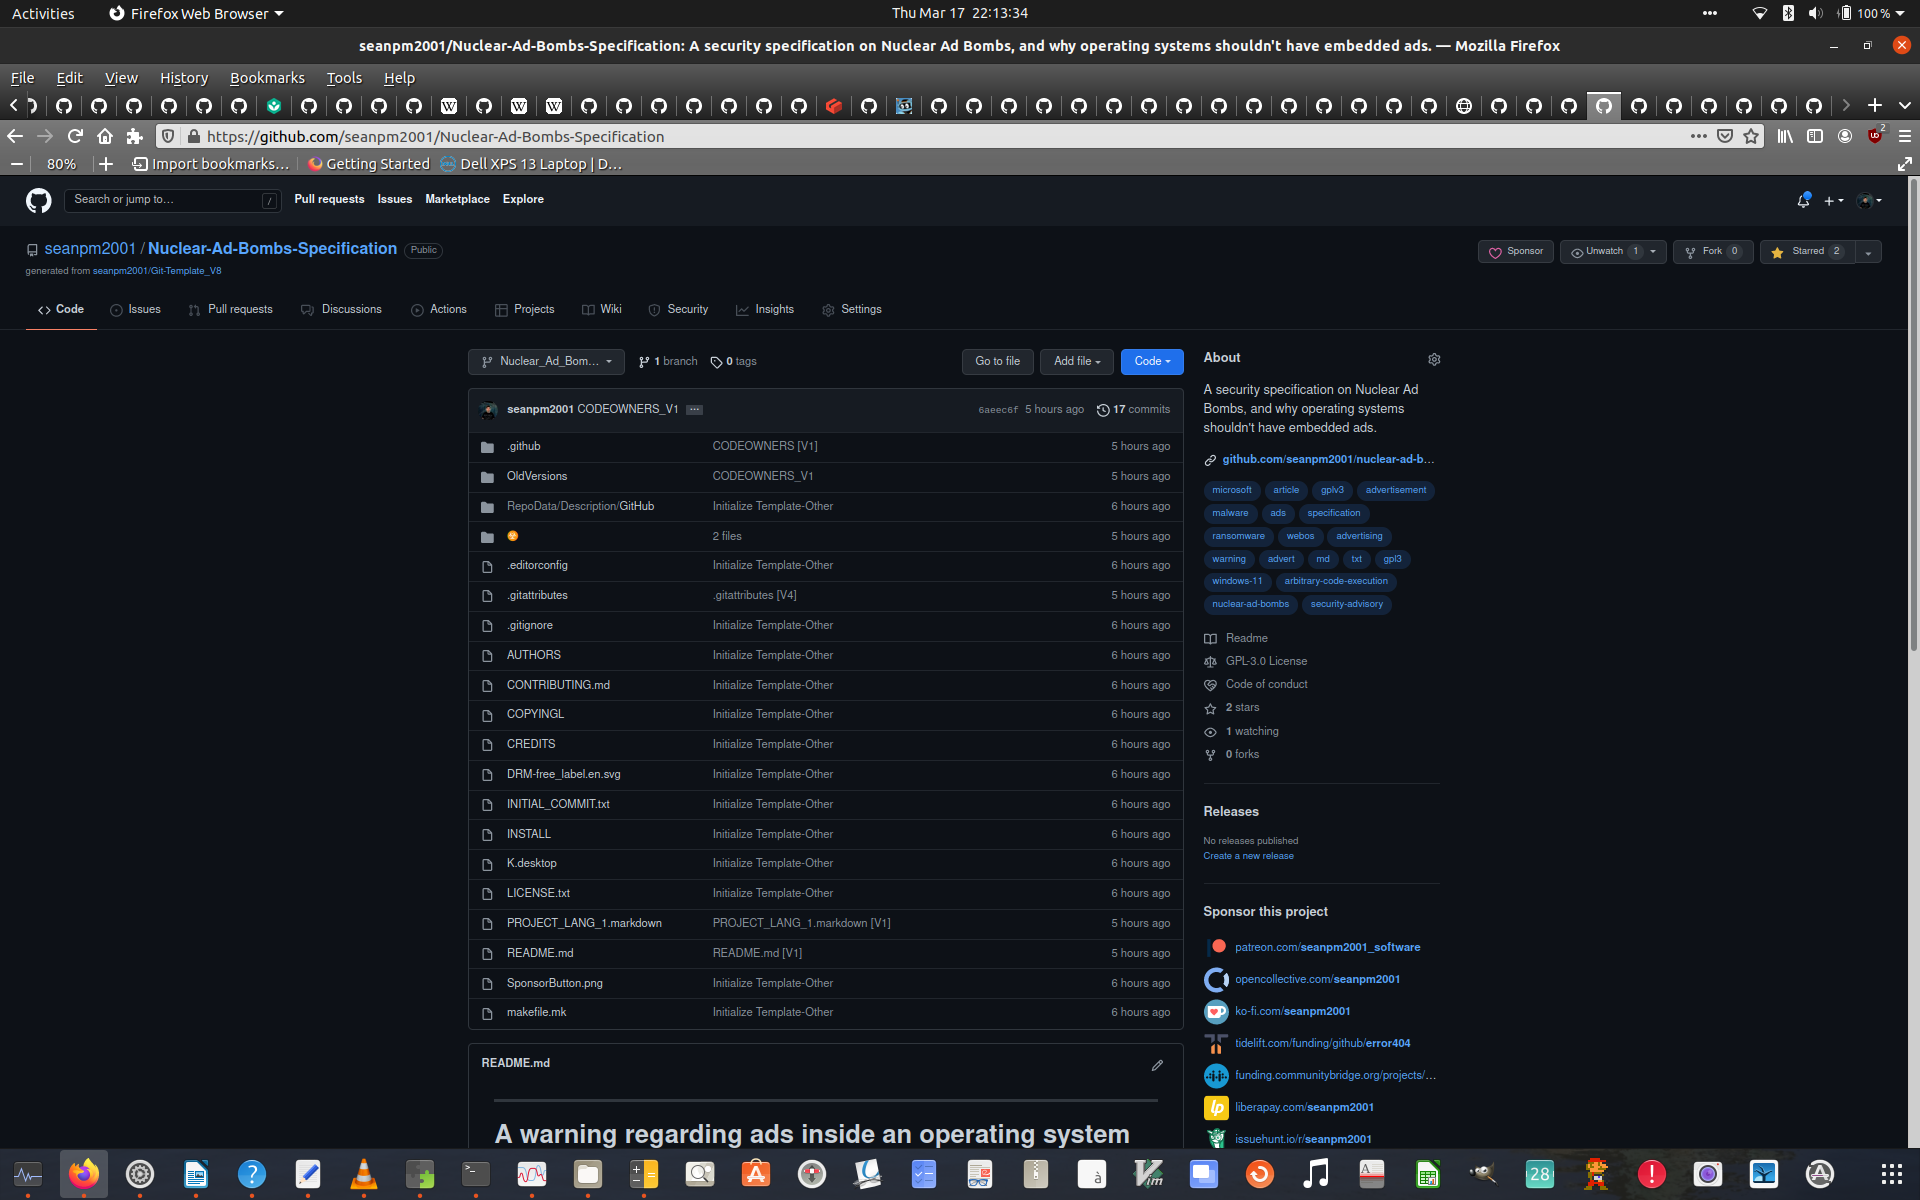 Activities
Firefox Web Browser
Thu Mar 17 22:13:34
100 %
seanpm2001/Nuclear-Ad-Bombs-Specification: A security specification on Nuclear Ad Bombs, and why operating systems shouldn't have embedded ads. — Mozilla Firefox
File Edit View History Bookmarks Tools Help
https://github.com/seanpm2001/Nuclear-Ad-Bombs-Specification
2
80%
Import bookmarks...
Getting Started
Dell XPS 13 Laptop | D...
Search or jump to...
/
Pull requests Issues Marketplace Explore
seanpm2001 / Nuclear-Ad-Bombs-Specification
Public
generated from seanpm2001/Git-Template_V8
Sponsor
Unwatch 1
Fork 0
Starred 2
Code
Issues
Pull requests
Discussions
Actions
Projects
Wiki
Security
Insights
Settings
Nuclear_Ad_Bom...
1 branch
0 tags
Go to file
Add file
Code
seanpm2001 CODEOWNERS_V1 ...
6aeec6f 5 hours ago
17 commits
.github CODEOWNERS [V1] 5 hours ago
OldVersions CODEOWNERS_V1 5 hours ago
RepoData/Description/GitHub Initialize Template-Other 6 hours ago
2 files 5 hours ago
.editorconfig Initialize Template-Other 6 hours ago
.gitattributes .gitattributes [V4] 5 hours ago
.gitignore Initialize Template-Other 6 hours ago
AUTHORS Initialize Template-Other 6 hours ago
CONTRIBUTING.md Initialize Template-Other 6 hours ago
COPYINGL Initialize Template-Other 6 hours ago
CREDITS Initialize Template-Other 6 hours ago
DRM-free_label.en.svg Initialize Template-Other 6 hours ago
INITIAL_COMMIT.txt Initialize Template-Other 6 hours ago
INSTALL Initialize Template-Other 6 hours ago
K.desktop Initialize Template-Other 6 hours ago
LICENSE.txt Initialize Template-Other 6 hours ago
PROJECT_LANG_1.markdown PROJECT_LANG_1.markdown [V1] 5 hours ago
README.md README.md [V1] 5 hours ago
SponsorButton.png Initialize Template-Other 6 hours ago
makefile.mk Initialize Template-Other 6 hours ago
README.md
A warning regarding ads inside an operating system
About
A security specification on Nuclear Ad
Bombs, and why operating systems
shouldn't have embedded ads.
github.com/seanpm2001/nuclear-ad-b...
microsoft article gplv3 advertisement
malware ads specification
ransomware webos advertising
warning advert md txt gpl3
windows-11 arbitrary-code-execution
nuclear-ad-bombs security-advisory
Readme
GPL-3.0 License
Code of conduct
2 stars
1 watching
0 forks
Releases
No releases published
Create a new release
Sponsor this project
patreon.com/seanpm2001_software
opencollective.com/seanpm2001
ko-fi.com/seanpm2001
tidelift.com/funding/github/error404
funding.communitybridge.org/projects/...
lp
liberapay.com/seanpm2001
issuehunt.io/r/seanpm2001
28